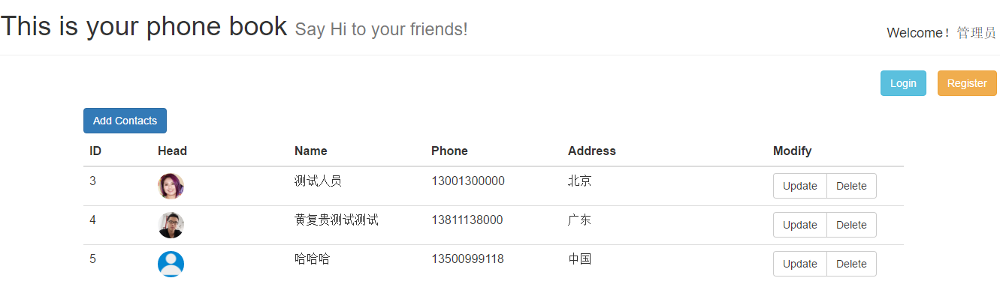 This is your phone book Say Hi to your friends!
Welcome! 管理员
Login Register
Add Contacts
ID Head Name Phone Address Modify
3 测试人员 13001300000 北京 Update Delete
4 黄复贵测试测试 13811138000 广东 Update Delete
5 哈哈哈 13500999118 中国 Update Delete